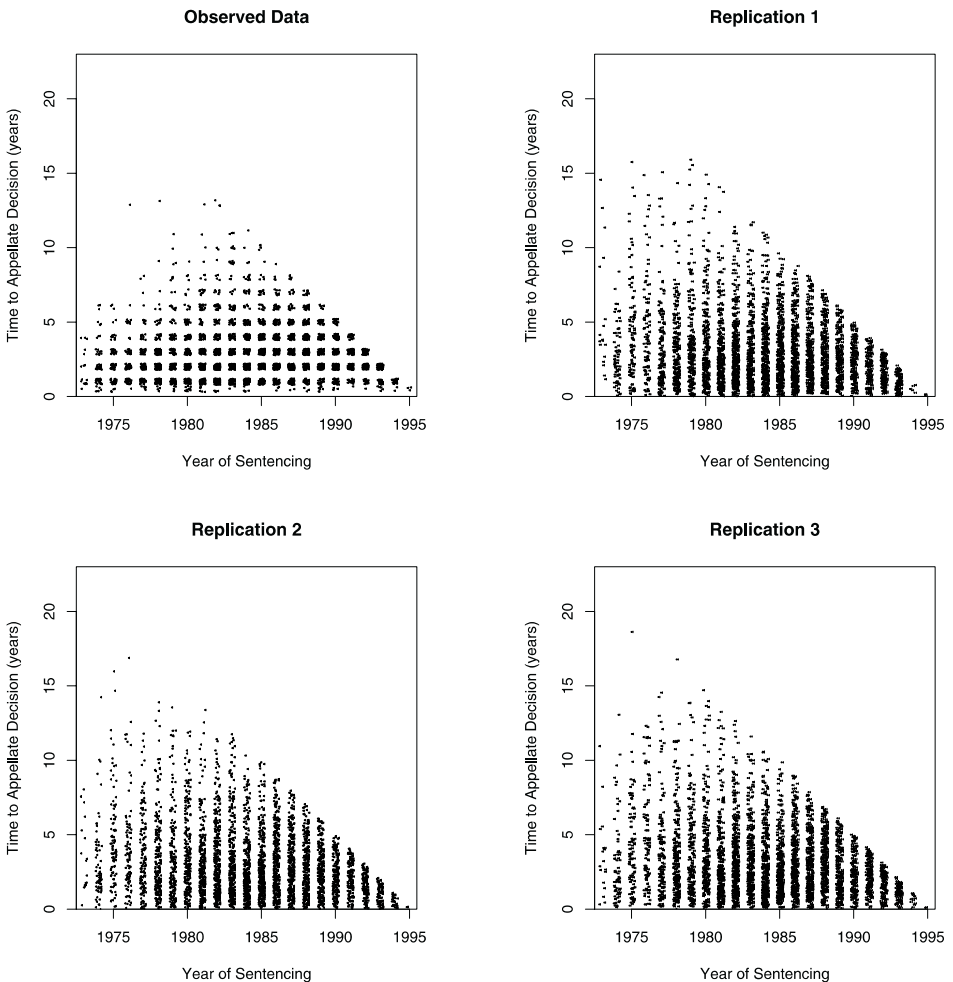 Observed Data
Time to Appellate Decision (years)
20
15
10
5
0
1975 1980 1985 1990 1995
Year of Sentencing
Replication 1
Time to Appellate Decision (years)
20
15
10
5
0
1975 1980 1985 1990 1995
Year of Sentencing
Replication 2
Time to Appellate Decision (years)
20
15
10
5
0
1975 1980 1985 1990 1995
Year of Sentencing
Replication 3
Time to Appellate Decision (years)
20
15
10
5
0
1975 1980 1985 1990 1995
Year of Sentencing